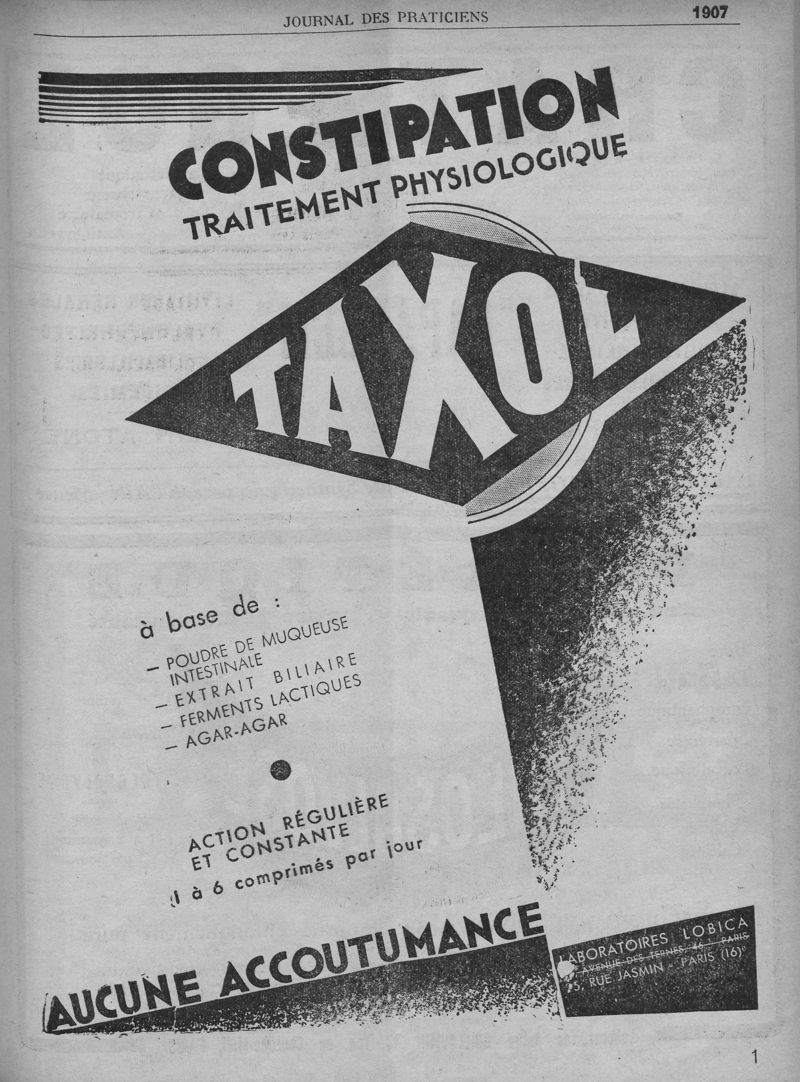 JOURNAL DES PRATICIENS
1907
CONSTIPATION
TRAITEMENT PHYSIOLOGIQUE
TAXOL
à base de :
— POUDRE DE MUQUEUSE
INTESTINALE
— EXTRAIT BILIAIRE
— FERMENTS LACTIQUES
— AGAR-AGAR
ACTION RÉGULIÈRE
ET CONSTANTE
1 à 6 comprimés par jour
AUCUNE ACCOUTUMANCE
LABORATOIRES LOBICA
AVENUE DES TERNES, 46 - PARIS
RUE JASMIN - PARIS (16)e
1